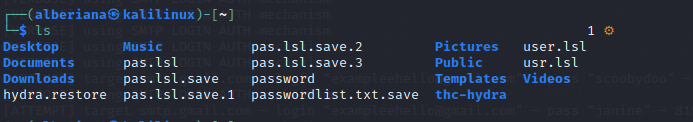 ┌──(alberiana㉿kalilinux)-[~]
└─$ ls 1 ⚙
Desktop Music pas.lsl.save.2 Pictures user.lsl
Documents pas.lsl pas.lsl.save.3 Public usr.lsl
Downloads pas.lsl.save password Templates Videos
hydra.restore pas.lsl.save.1 passwordlist.txt.save thc-hydra